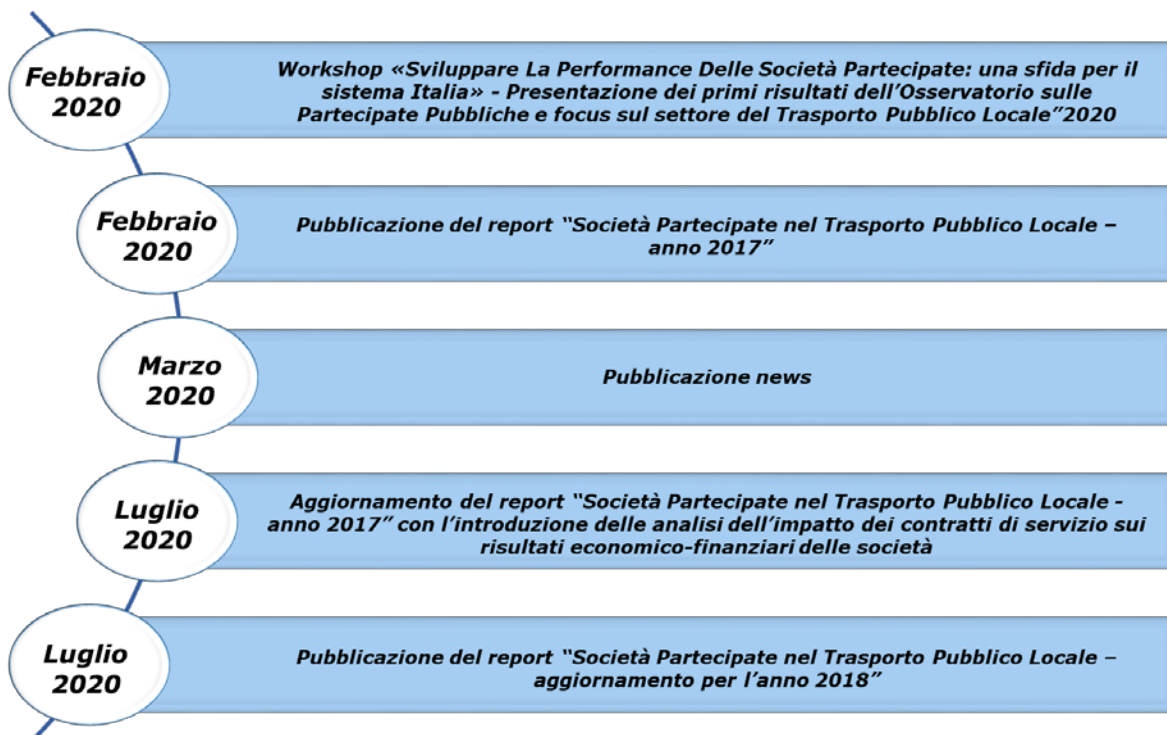 Febbraio
2020
Workshop «Sviluppare La Performance Delle Società Partecipate: una sfida per il
sistema Italia» - Presentazione dei primi risultati dell’Osservatorio sulle
Partecipate Pubbliche e focus sul settore del Trasporto Pubblico Locale”2020
Febbraio
2020
Pubblicazione del report “Società Partecipate nel Trasporto Pubblico Locale –
anno 2017”
Marzo
2020
Pubblicazione news
Luglio
2020
Aggiornamento del report “Società Partecipate nel Trasporto Pubblico Locale -
anno 2017” con l’introduzione delle analisi dell’impatto dei contratti di servizio sui
risultati economico-finanziari delle società
Luglio
2020
Pubblicazione del report “Società Partecipate nel Trasporto Pubblico Locale –
aggiornamento per l’anno 2018”